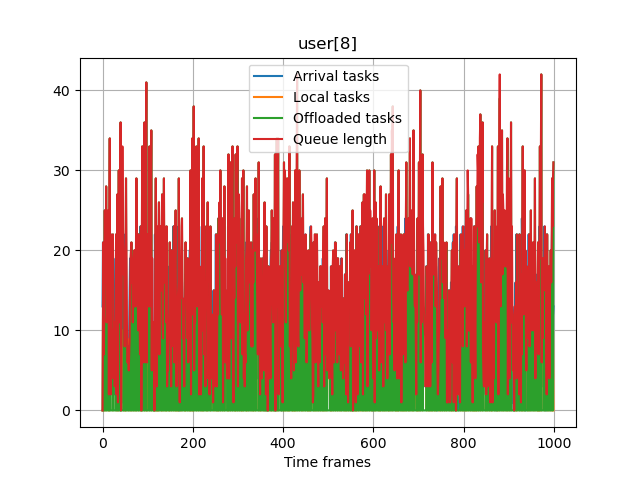 user[8]
Arrival tasks
Local tasks
Offloaded tasks
Queue length
40
30
20
10
0
0 200 400 600 800 1000
Time frames